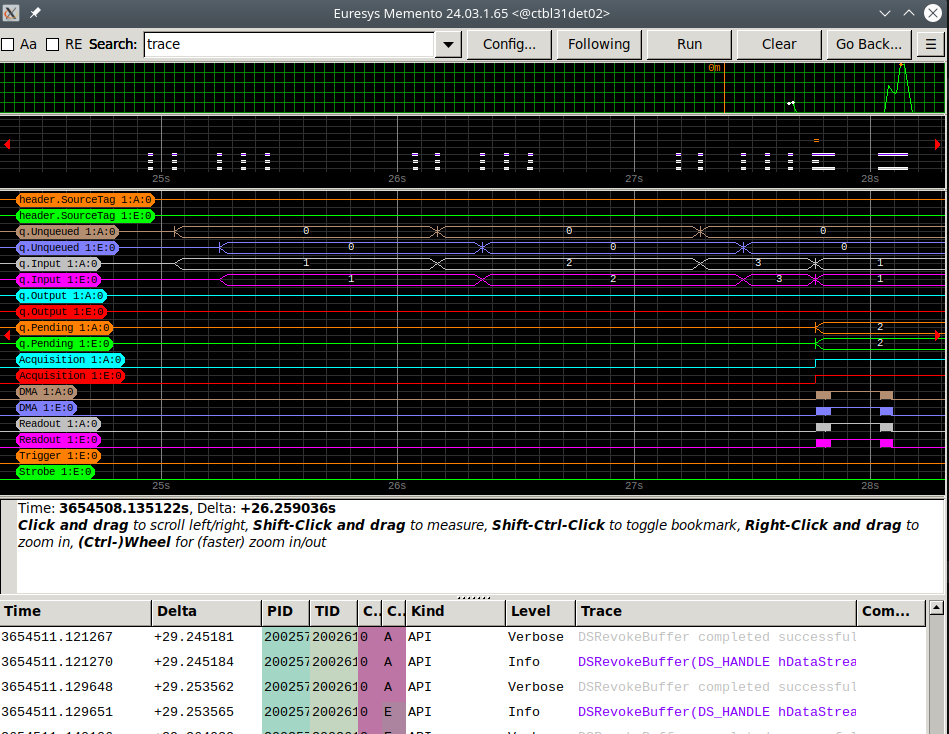 Euresys Memento 24.03.1.65 <@ctbl31det02>
Aa RE Search: trace Config... Following Run Clear Go Back...
0m
25s 26s 27s 28s
header.SourceTag 1:A:0
header.SourceTag 1:E:0
q.Unqueued 1:A:0 0 0 0
q.Unqueued 1:E:0 0 0 0
q.Input 1:A:0 1 2 3 1
q.Input 1:E:0 1 2 3 1
q.Output 1:A:0
q.Output 1:E:0
q.Pending 1:A:0 2
q.Pending 1:E:0 2
Acquisition 1:A:0
Acquisition 1:E:0
DMA 1:A:0
DMA 1:E:0
Readout 1:A:0
Readout 1:E:0
Trigger 1:E:0
Strobe 1:E:0
25s 26s 27s 28s
Time: 3654508.135122s, Delta: +26.259036s
Click and drag to scroll left/right, Shift-Click and drag to measure, Shift-Ctrl-Click to toggle bookmark, Right-Click and drag to
zoom in, (Ctrl-)Wheel for (faster) zoom in/out
Time Delta PID TID C.. C.. Kind Level Trace Com...
3654511.121267 +29.245181 200257 2002610 0 A API Verbose DSRevokeBuffer completed successful
3654511.121270 +29.245184 200257 2002610 0 A API Info DSRevokeBuffer(DS_HANDLE hDataStrea
3654511.129648 +29.253562 200257 2002610 0 A API Verbose DSRevokeBuffer completed successful
3654511.129651 +29.253565 200257 2002610 0 E API Info DSRevokeBuffer(DS_HANDLE hDataStrea